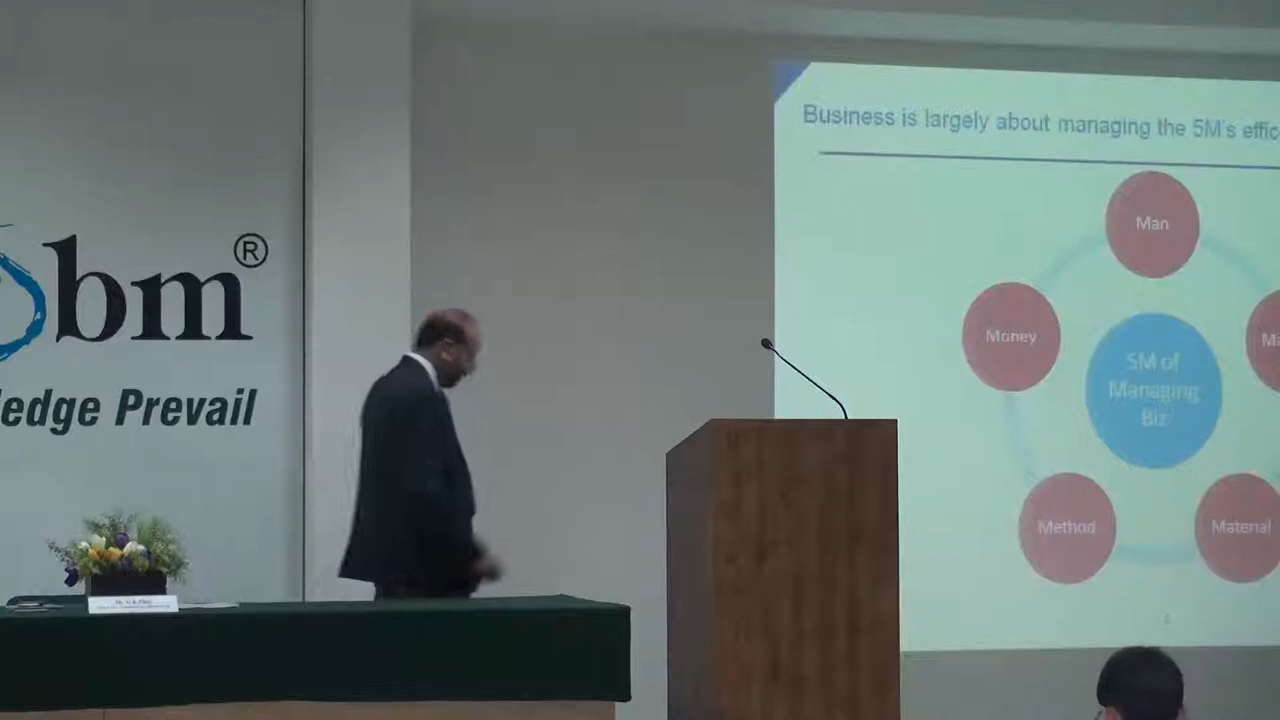 bm®
ledge Prevail
Business is largely about managing the 5M's effic
Man
Money
Ma
5M of
Managing
Biz
Method
Material